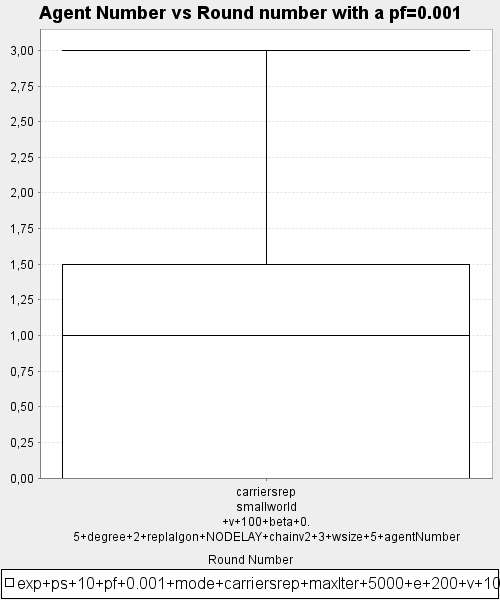 Agent Number vs Round number with a pf=0.001
3,00
2,75
2,50
2,25
2,00
1,75
1,50
1,25
1,00
0,75
0,50
0,25
0,00
carriersrep
smallworld
+v+100+beta+0.
5+degree+2+replalgon+NODELAY+chainv2+3+wsize+5+agentNumber
Round Number
exp+ps+10+pf+0.001+mode+carriersrep+maxIter+5000+e+200+v+10